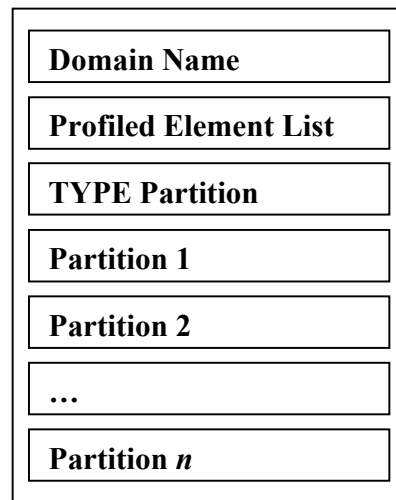 Domain Name
Profiled Element List
TYPE Partition
Partition 1
Partition 2
…
Partition n